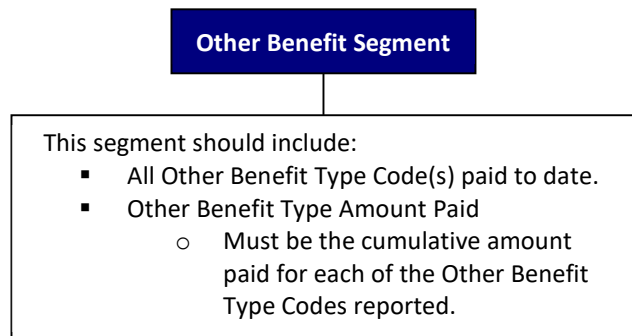 Other Benefit Segment
This segment should include:
▪ All Other Benefit Type Code(s) paid to date.
▪ Other Benefit Type Amount Paid
o Must be the cumulative amount
paid for each of the Other Benefit
Type Codes reported.